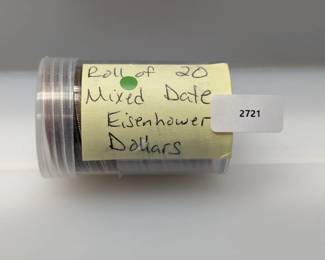 Roll of 20
Mixed Date
Eisenhower
Dollars
2721